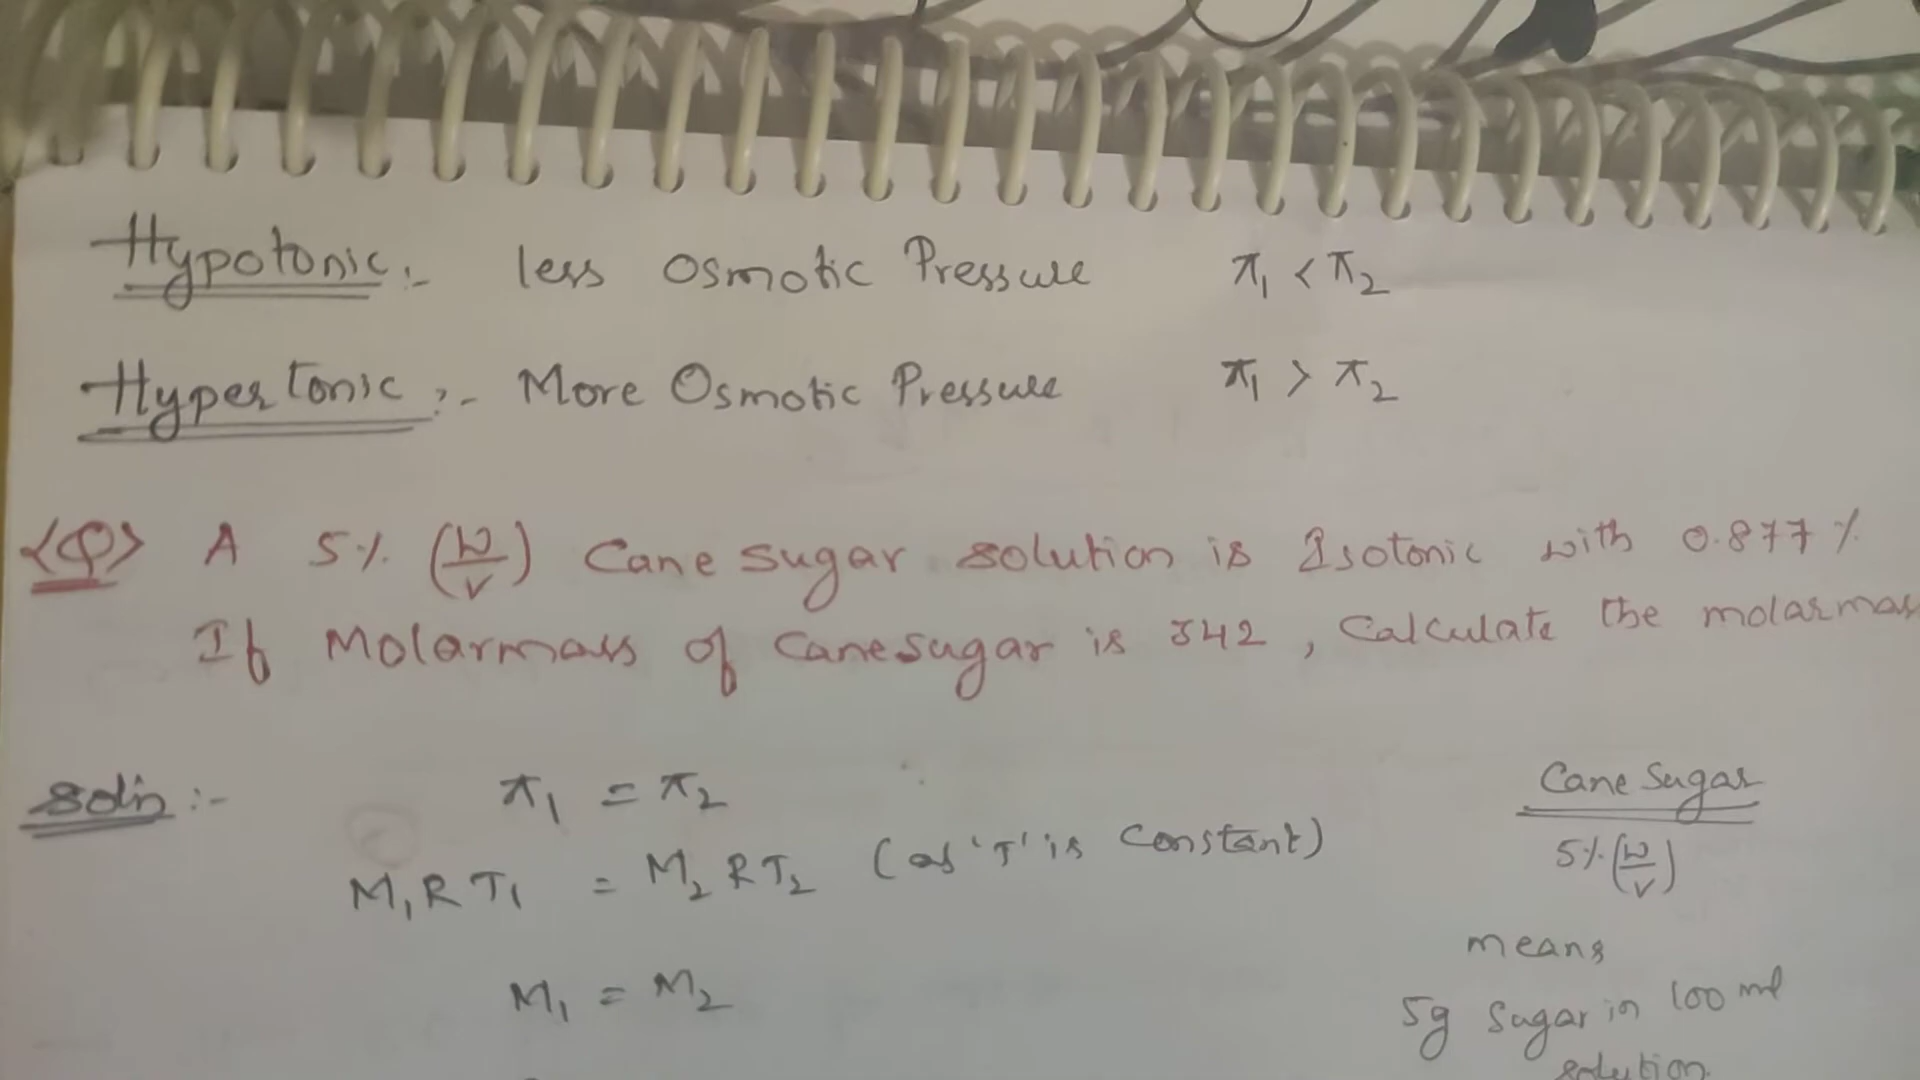 Hypotonic :- less Osmotic Pressure π₁ < π₂
Hypertonic :- More Osmotic Pressure π₁ > π₂
<Q> A 5% (W/V) Cane sugar solution is Isotonic with 0.877%
If Molarmass of Canesugar is 342, Calculate the molarmas
Soln :- π₁ = π₂
M₁RT₁ = M₂RT₂ (as 'T' is Constant)
M₁ = M₂
Cane Sugar
5% (W/V)
means
5g Sugar in 100 ml
solution.